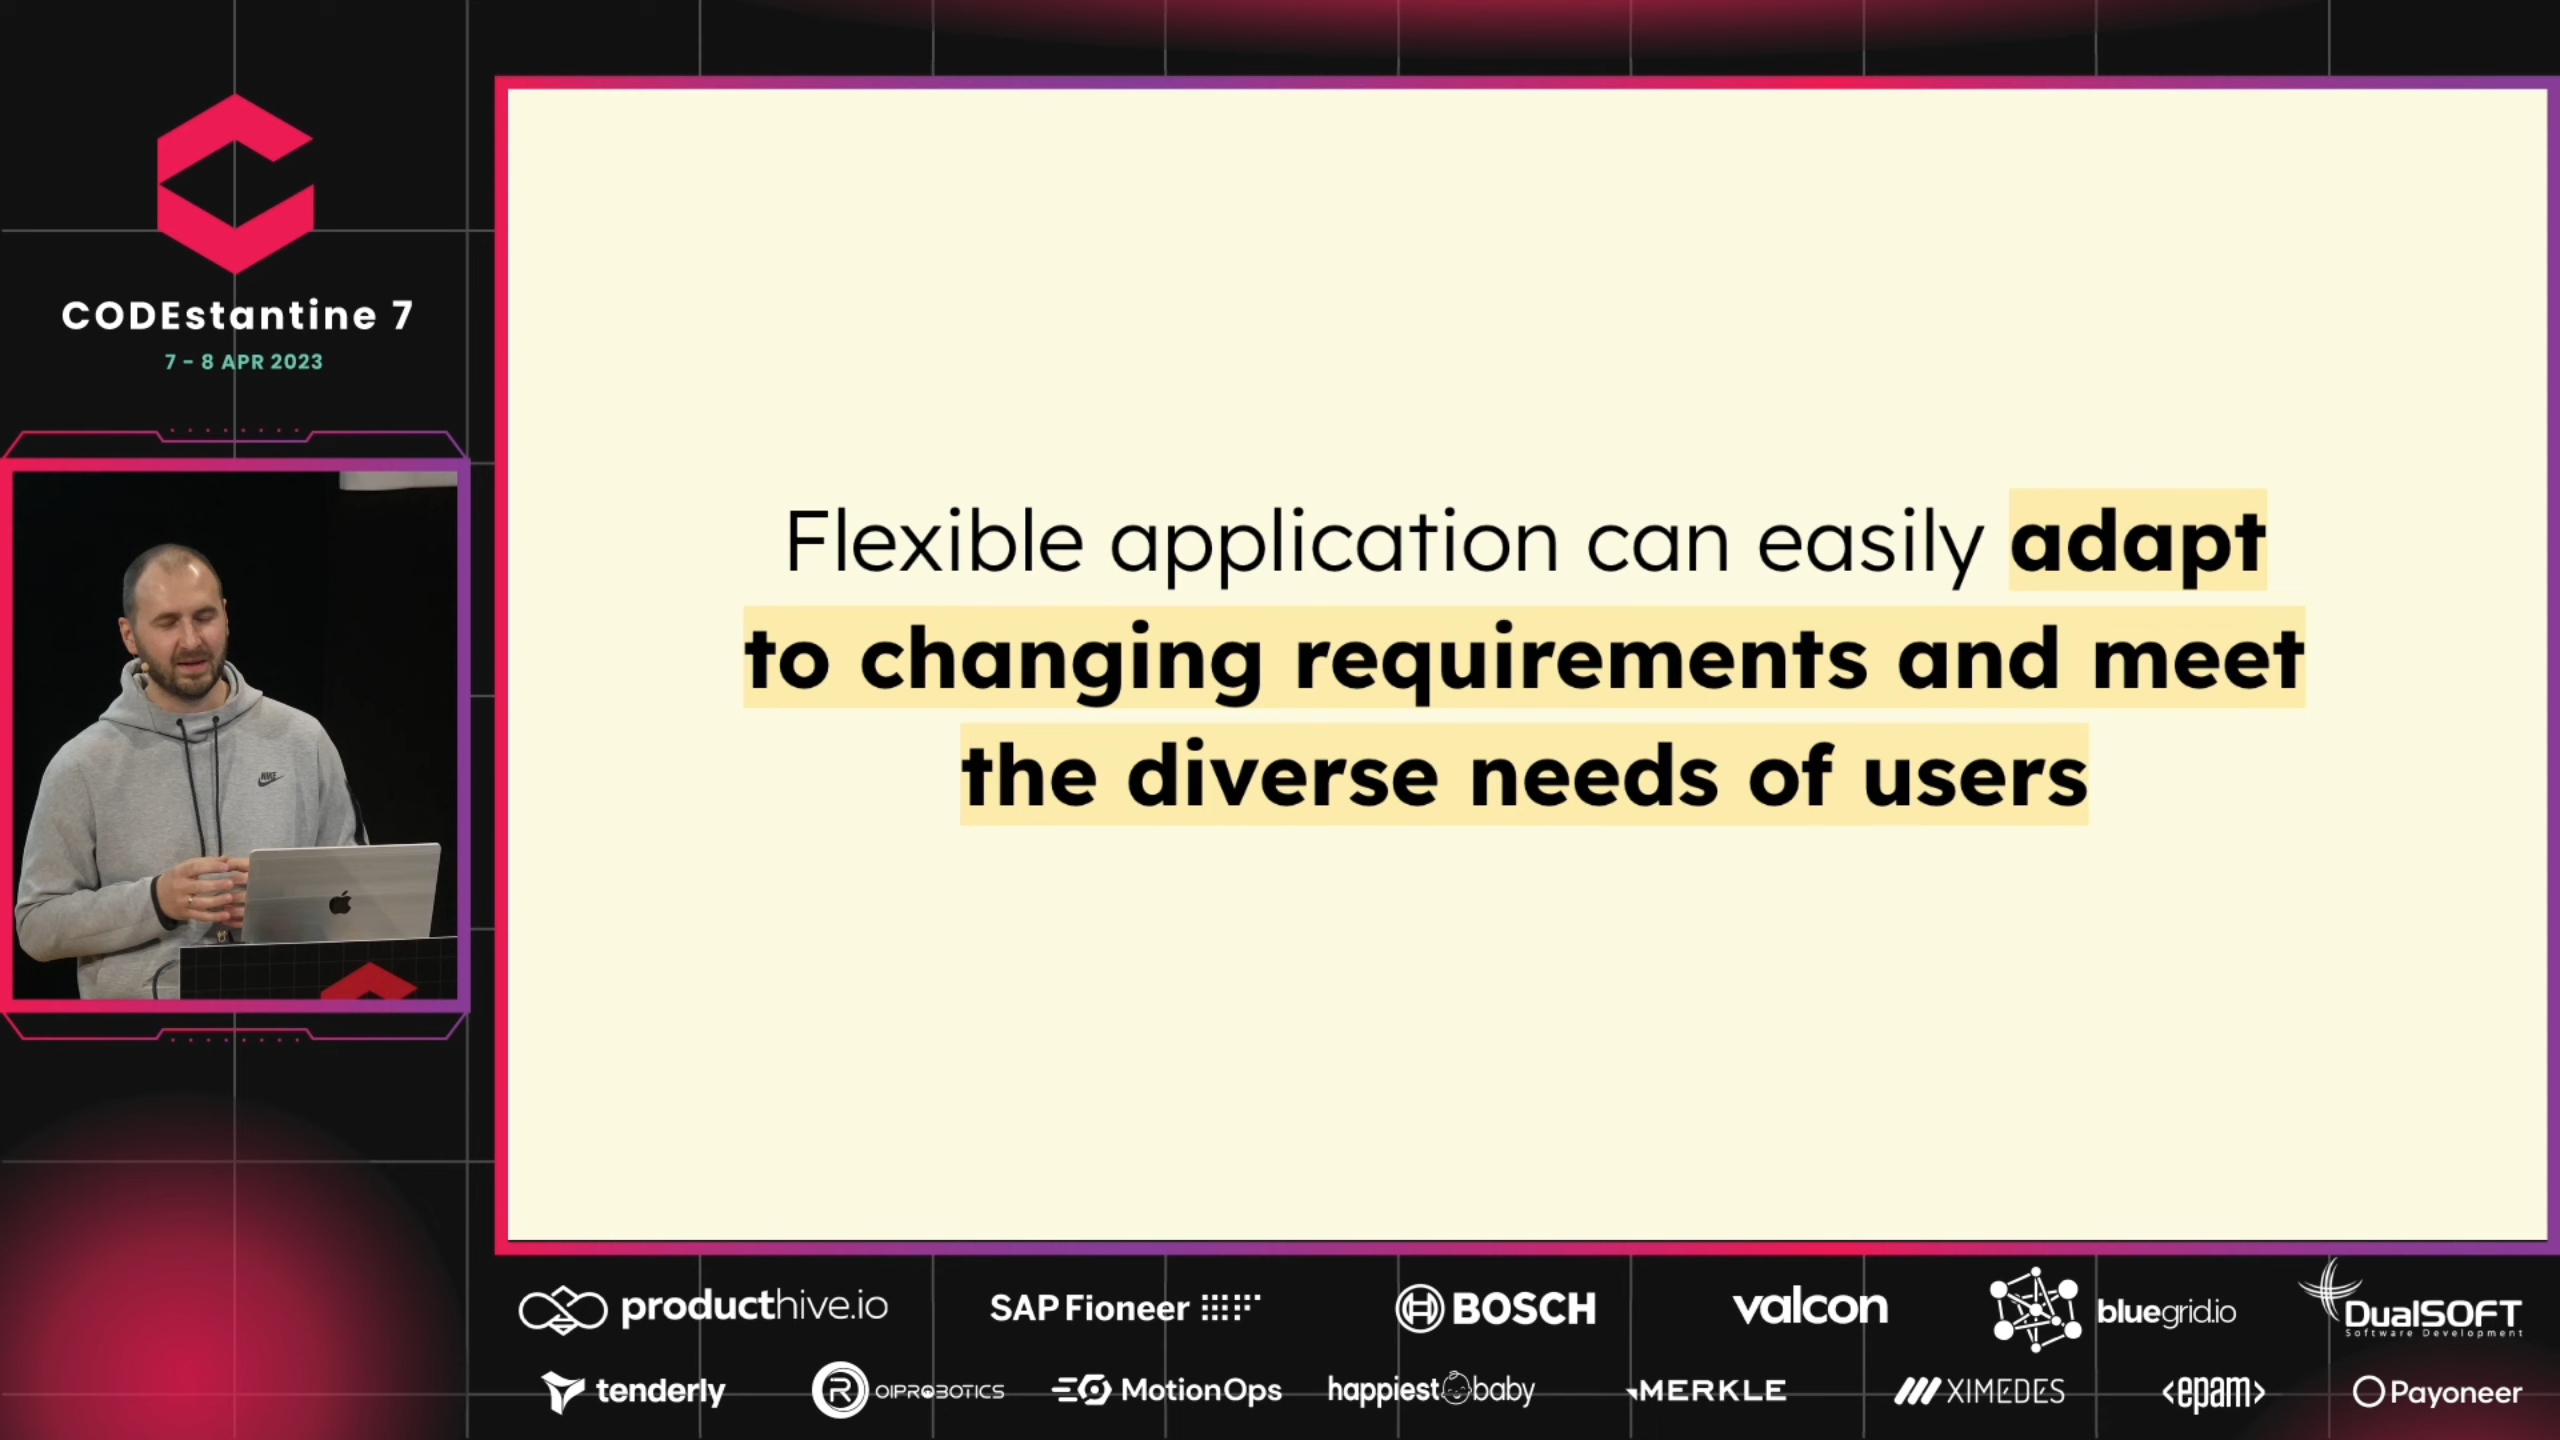 CODEstantine 7
7 - 8 APR 2023
NIKE
Flexible application can easily adapt
to changing requirements and meet
the diverse needs of users
producthive.io
SAP Fioneer
BOSCH
valcon
bluegrid.io
DualSOFT
Software Development
tenderly
R
OIPROBOTICS
MotionOps
happiest baby
MERKLE
XIMEDES
<epam>
Payoneer